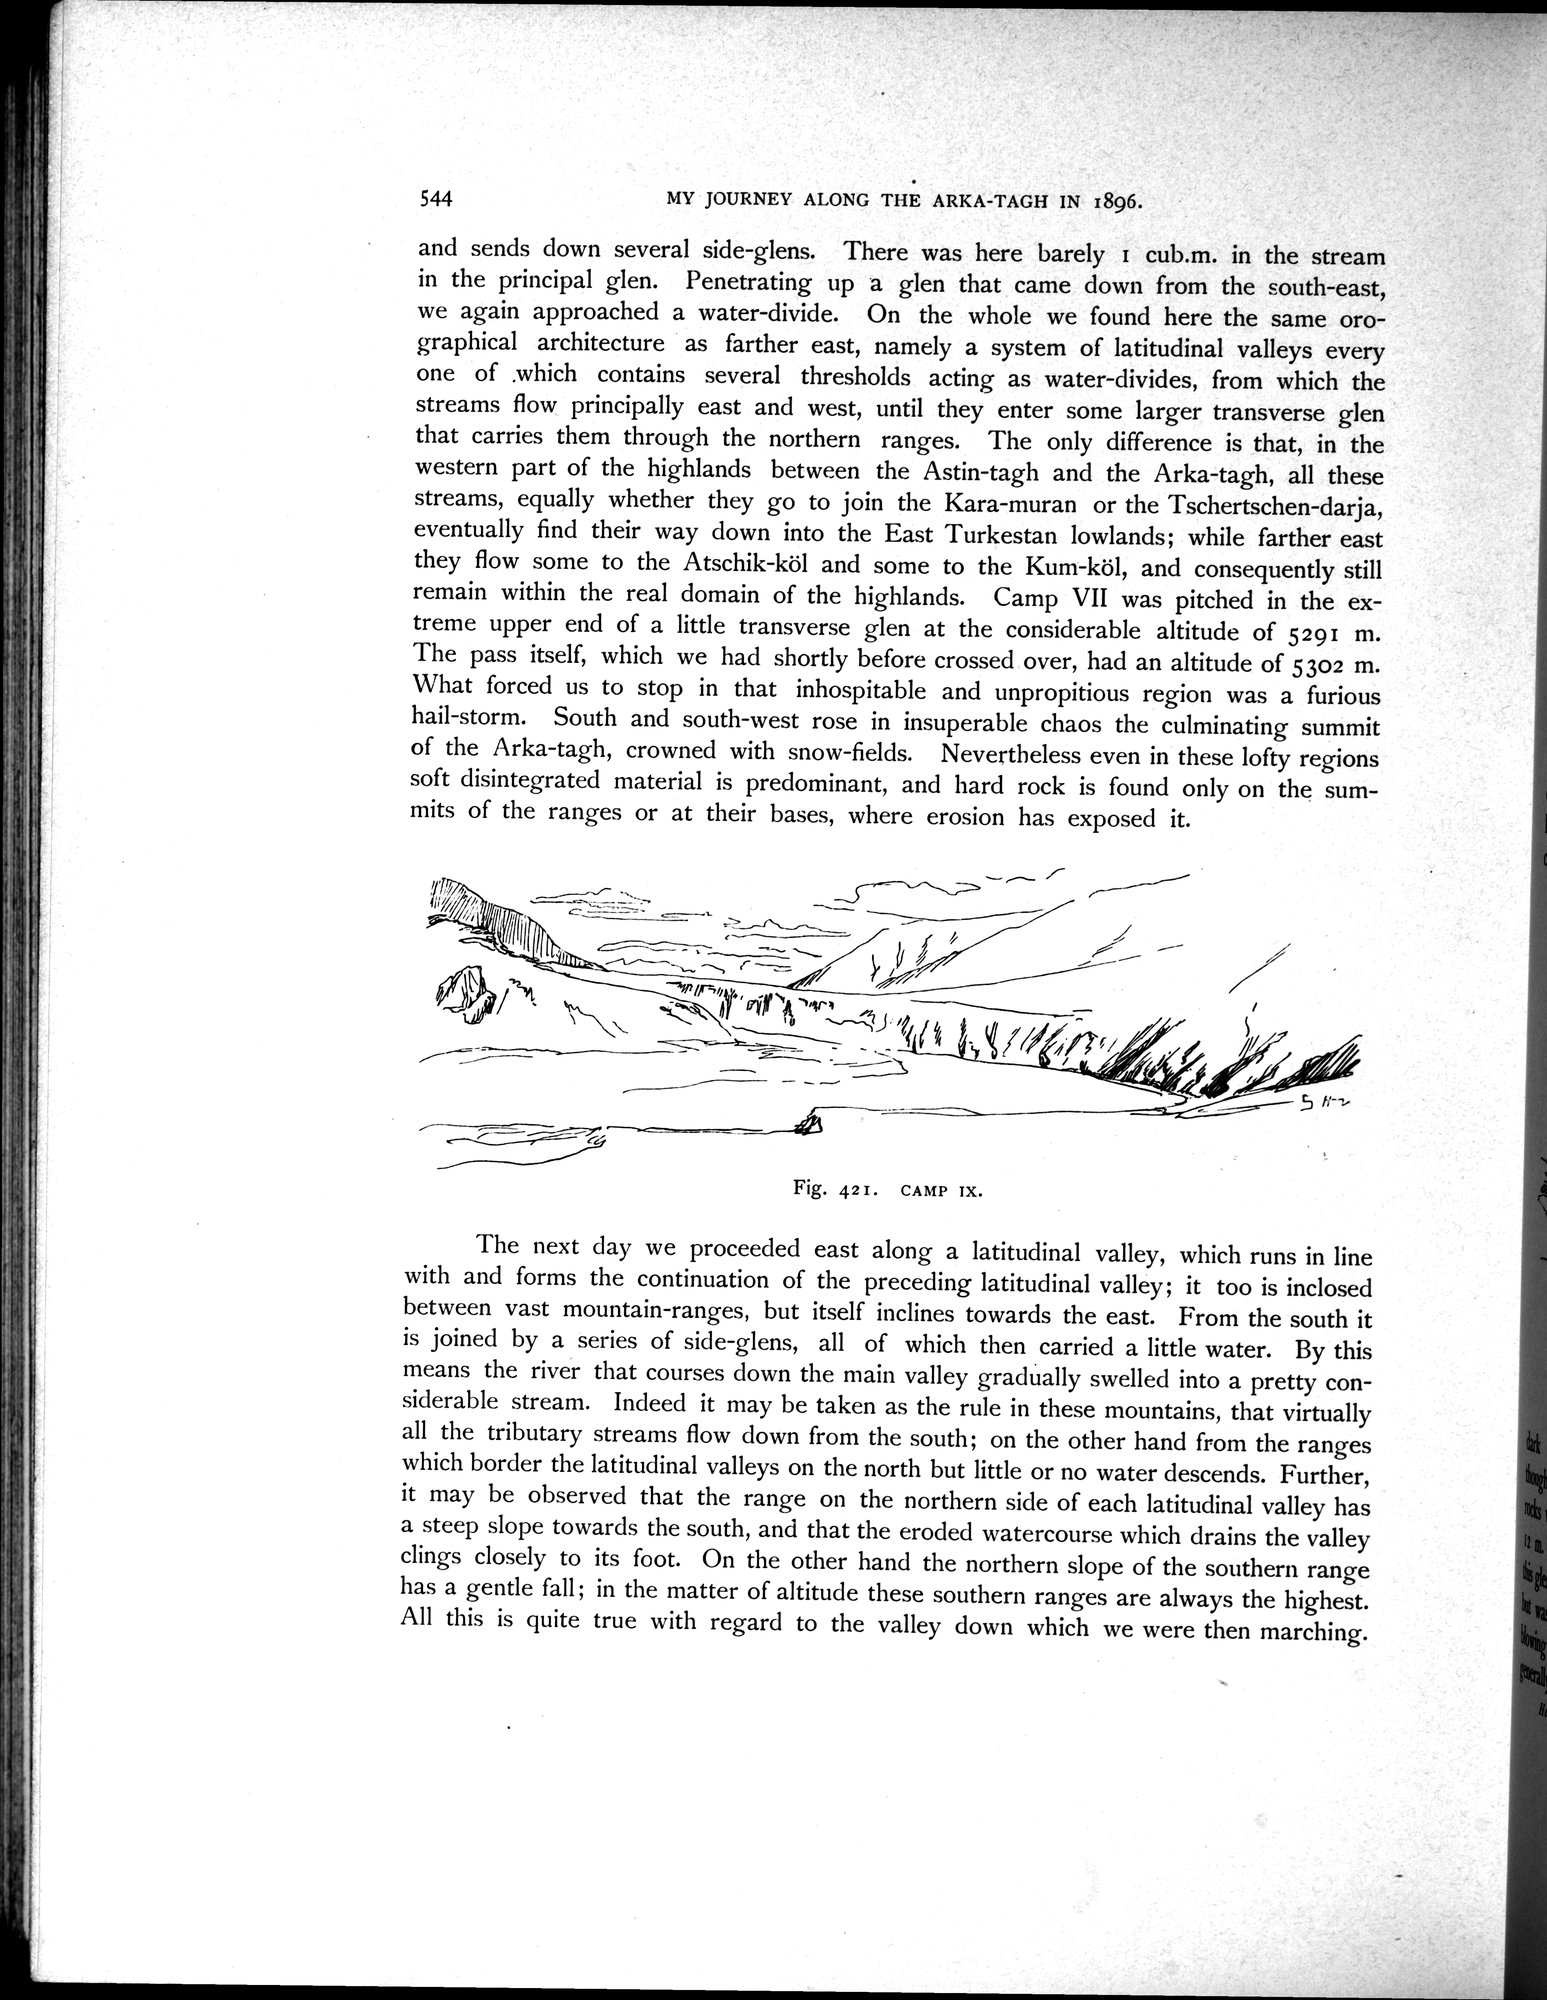 544 MY JOURNEY ALONG THE ARKA-TAGH IN 1896.
and sends down several side-glens. There was here barely 1 cub.m. in the stream
in the principal glen. Penetrating up a glen that came down from the south-east,
we again approached a water-divide. On the whole we found here the same oro-
graphical architecture as farther east, namely a system of latitudinal valleys every
one of which contains several thresholds acting as water-divides, from which the
streams flow principally east and west, until they enter some larger transverse glen
that carries them through the northern ranges. The only difference is that, in the
western part of the highlands between the Astin-tagh and the Arka-tagh, all these
streams, equally whether they go to join the Kara-muran or the Tschertschen-darja,
eventually find their way down into the East Turkestan lowlands; while farther east
they flow some to the Atschik-köl and some to the Kum-köl, and consequently still
remain within the real domain of the highlands. Camp VII was pitched in the ex-
treme upper end of a little transverse glen at the considerable altitude of 5291 m.
The pass itself, which we had shortly before crossed over, had an altitude of 5302 m.
What forced us to stop in that inhospitable and unpropitious region was a furious
hail-storm. South and south-west rose in insuperable chaos the culminating summit
of the Arka-tagh, crowned with snow-fields. Nevertheless even in these lofty regions
soft disintegrated material is predominant, and hard rock is found only on the sum-
mits of the ranges or at their bases, where erosion has exposed it.
Fig. 421. CAMP IX.
The next day we proceeded east along a latitudinal valley, which runs in line
with and forms the continuation of the preceding latitudinal valley; it too is inclosed
between vast mountain-ranges, but itself inclines towards the east. From the south it
is joined by a series of side-glens, all of which then carried a little water. By this
means the river that courses down the main valley gradually swelled into a pretty con-
siderable stream. Indeed it may be taken as the rule in these mountains, that virtually
all the tributary streams flow down from the south; on the other hand from the ranges
which border the latitudinal valleys on the north but little or no water descends. Further,
it may be observed that the range on the northern side of each latitudinal valley has
a steep slope towards the south, and that the eroded watercourse which drains the valley
clings closely to its foot. On the other hand the northern slope of the southern range
has a gentle fall; in the matter of altitude these southern ranges are always the highest.
All this is quite true with regard to the valley down which we were then marching.
dark
rocks
12 m.